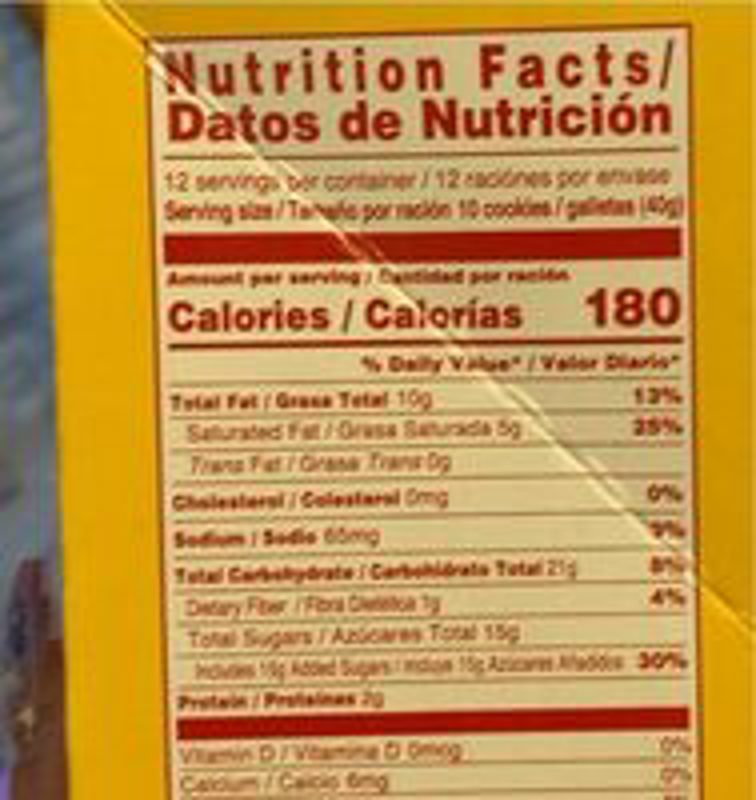 Nutrition Facts/
Datos de Nutrición
12 servings per container / 12 raciónes por envase
Serving size / Tamaño por ración 10 cookies / galletas (40g)
Amount per serving / Cantidad por ración
Calories / Calorías 180
% Daily Value* / Valor Diario*
Total Fat / Grasa Total 10g 13%
Saturated Fat / Grasa Saturada 5g 25%
Trans Fat / Grasa Trans 0g
Cholesterol / Colesterol 0mg 0%
Sodium / Sodio 65mg 3%
Total Carbohydrate / Carbohidrato Total 21g 8%
Dietary Fiber / Fibra Dietética 1g 4%
Total Sugars / Azúcares Total 15g
Includes 15g Added Sugars / Incluye 15g Azúcares Añadidos 30%
Protein / Proteínas 2g
Vitamin D / Vitamina D 0mcg 0%
Calcium / Calcio 6mg 0%